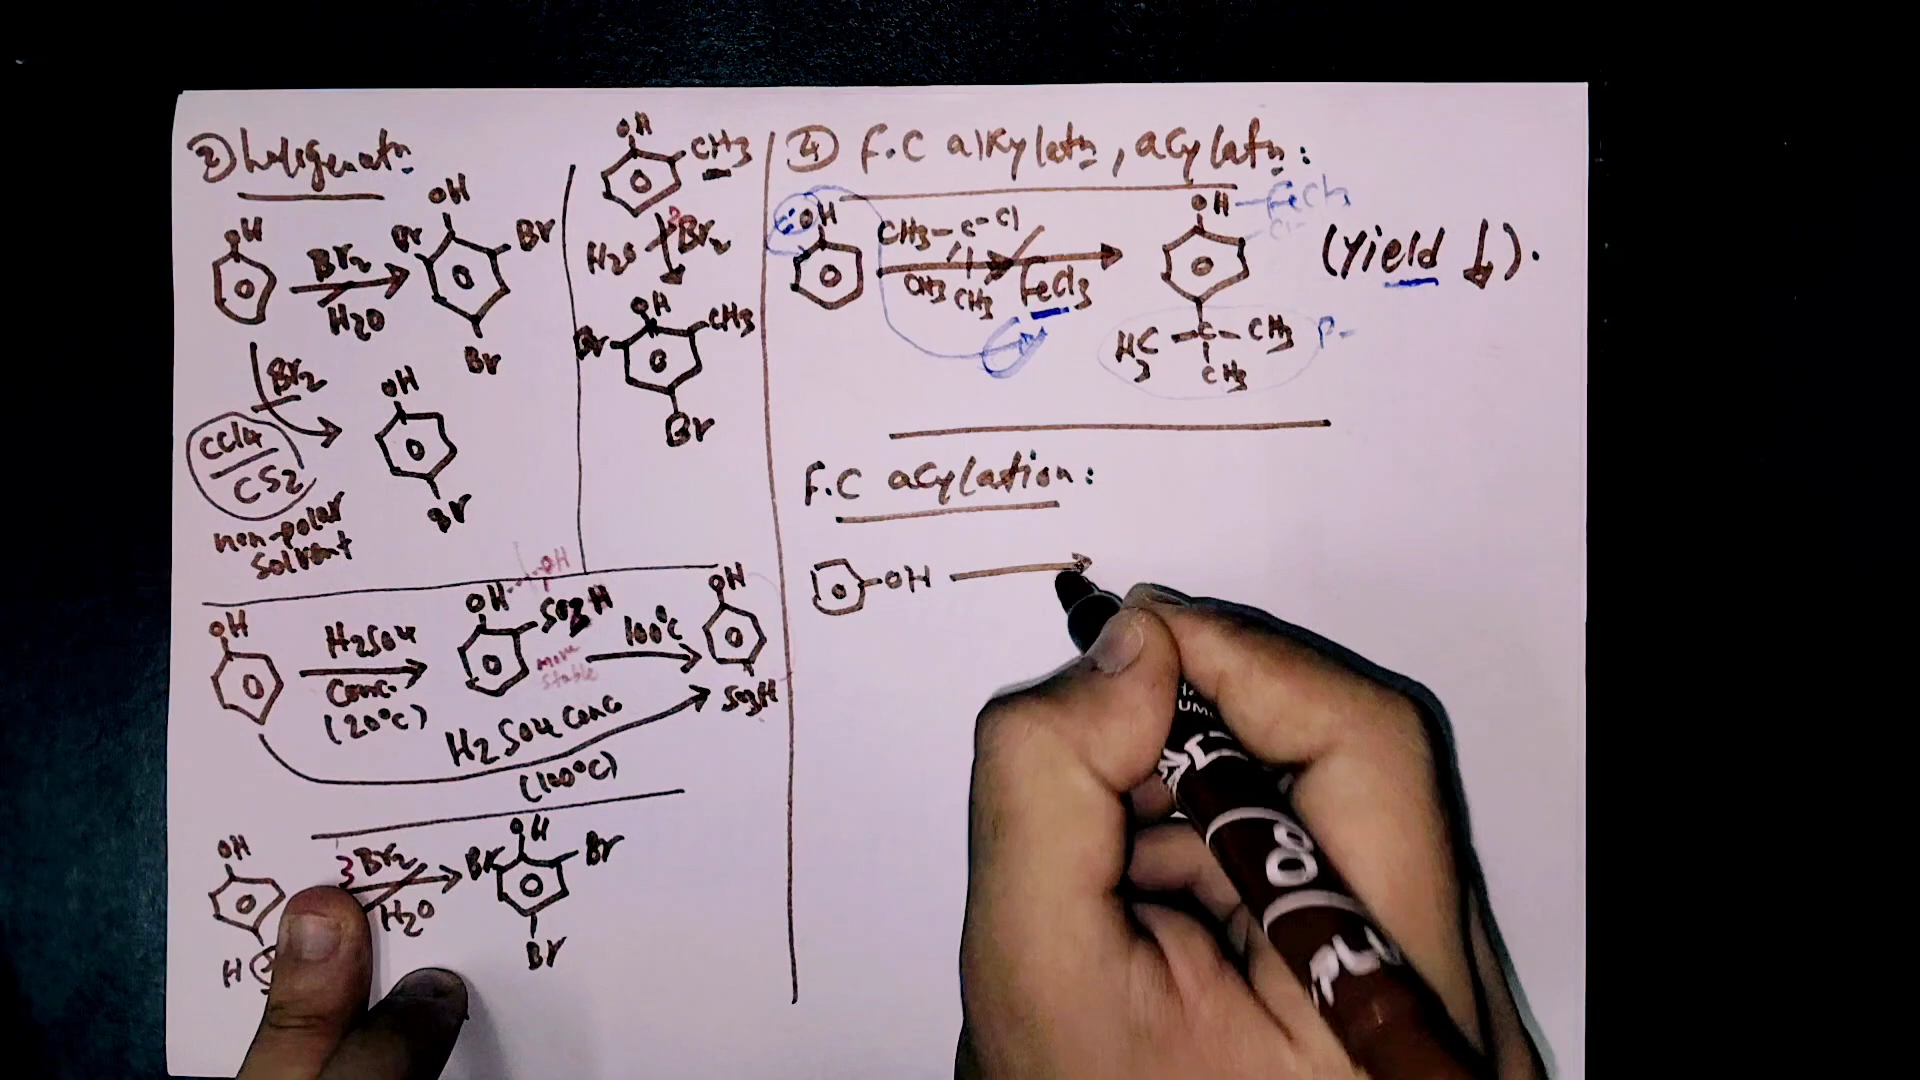 ② halogenatn
OH
Br2
H2O
OH
Br
Br
Br
Br2
CCl4
CS2
non-polar
solvent
OH
Br
OH
CH3
H2O
Br2
OH
Br
CH3
Br
OH
H2SO4
Conc.
(20°C)
OH
SO3H
more
stable
100°C
OH
SO3H
H2SO4 Conc
(100°C)
OH
3Br2
H2O
OH
Br
Br
Br
④ F.C alkylatn, acylatn:
OH
CH3-C-Cl
CH3
CH3
FeCl3
OH
FeCl3
H3C
-C-
CH3
CH3
P-
(Yield ↓).
F.C acylation:
-OH